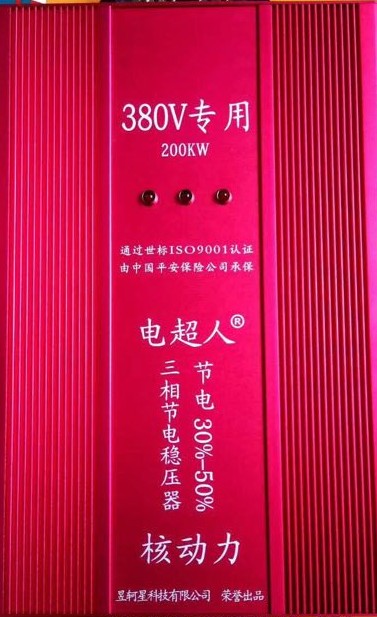 380V专用
200KW
通过世标ISO9001认证
由中国平安保险公司承保
电超人®
三相节电稳压器
节电30%-50%
核动力
昱轲星科技有限公司 荣誉出品